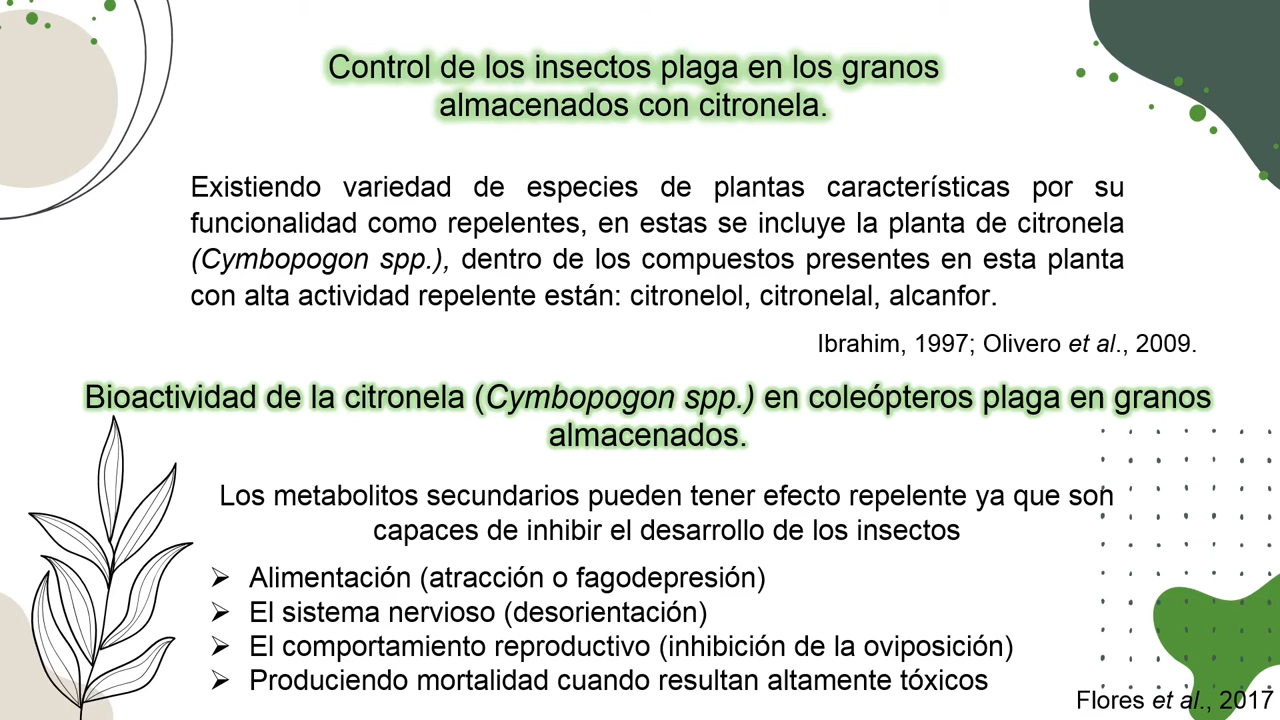 Control de los insectos plaga en los granos
almacenados con citronela.
Existiendo variedad de especies de plantas características por su
funcionalidad como repelentes, en estas se incluye la planta de citronela
(Cymbopogon spp.), dentro de los compuestos presentes en esta planta
con alta actividad repelente están: citronelol, citronelal, alcanfor.
Ibrahim, 1997; Olivero et al., 2009.
Bioactividad de la citronela (Cymbopogon spp.) en coleópteros plaga en granos
almacenados.
Los metabolitos secundarios pueden tener efecto repelente ya que son
capaces de inhibir el desarrollo de los insectos
➢ Alimentación (atracción o fagodepresión)
➢ El sistema nervioso (desorientación)
➢ El comportamiento reproductivo (inhibición de la oviposición)
➢ Produciendo mortalidad cuando resultan altamente tóxicos
Flores et al., 2017